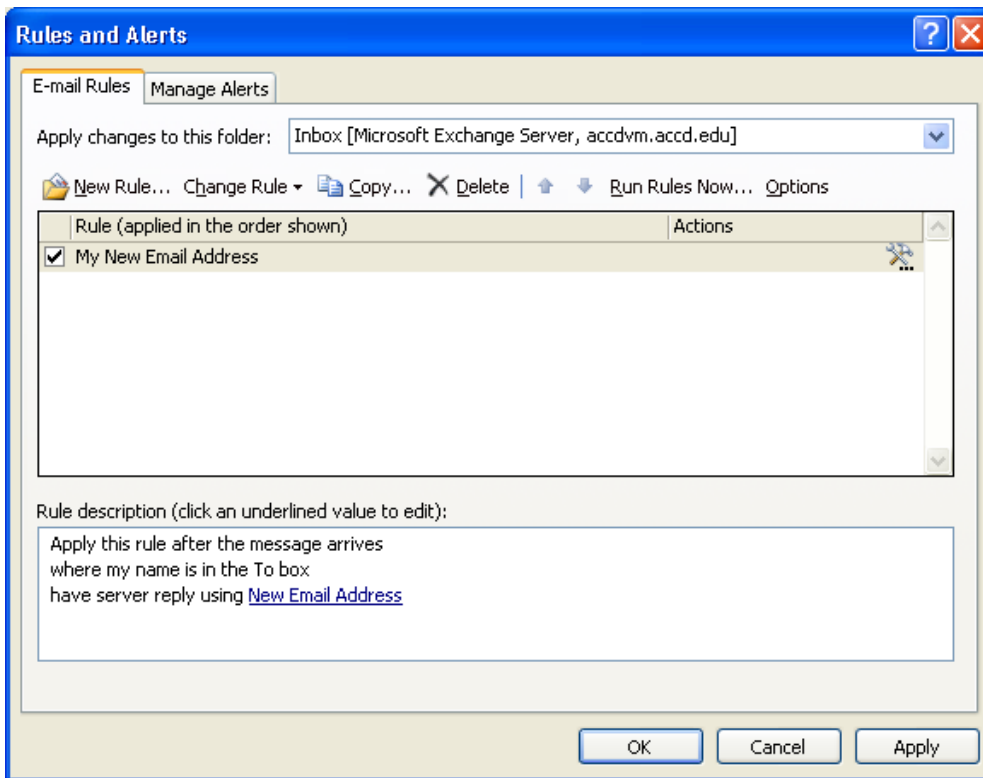 Rules and Alerts
E-mail Rules Manage Alerts
Apply changes to this folder: Inbox [Microsoft Exchange Server, accdvm.accd.edu]
New Rule... Change Rule Copy... Delete Run Rules Now... Options
Rule (applied in the order shown) Actions
My New Email Address
Rule description (click an underlined value to edit):
Apply this rule after the message arrives
where my name is in the To box
have server reply using New Email Address
OK Cancel Apply